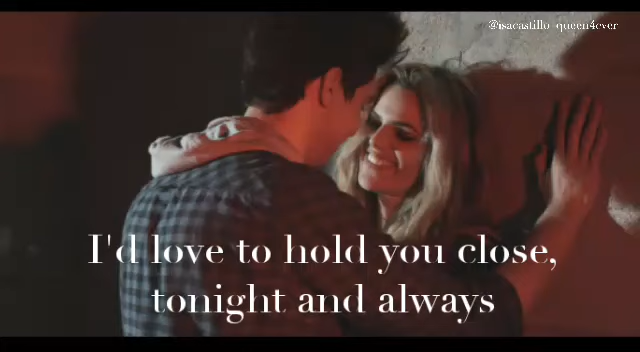 @isacastillo_queen4ever
I'd love to hold you close,
tonight and always